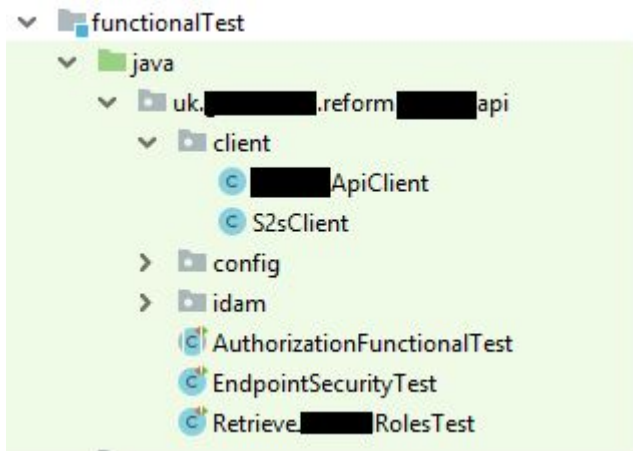 functionalTest
java
uk. .reform api
client
ApiClient
S2sClient
config
idam
AuthorizationFunctionalTest
EndpointSecurityTest
Retrieve RolesTest